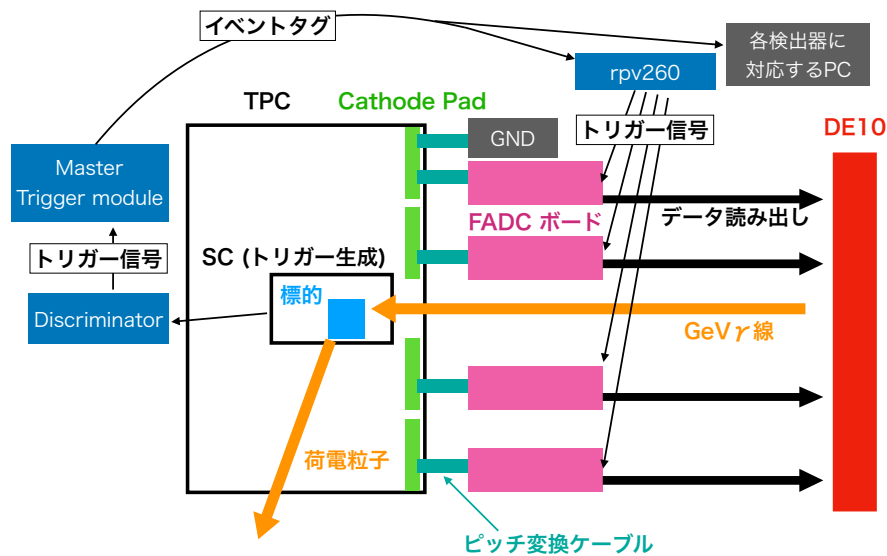 イベントタグ
各検出器に
対応するPC
rpv260
TPC
Cathode Pad
トリガー信号
DE10
GND
Master
Trigger module
FADC ボード
データ読み出し
SC (トリガー生成)
トリガー信号
標的
Discriminator
GeVγ線
荷電粒子
ピッチ変換ケーブル